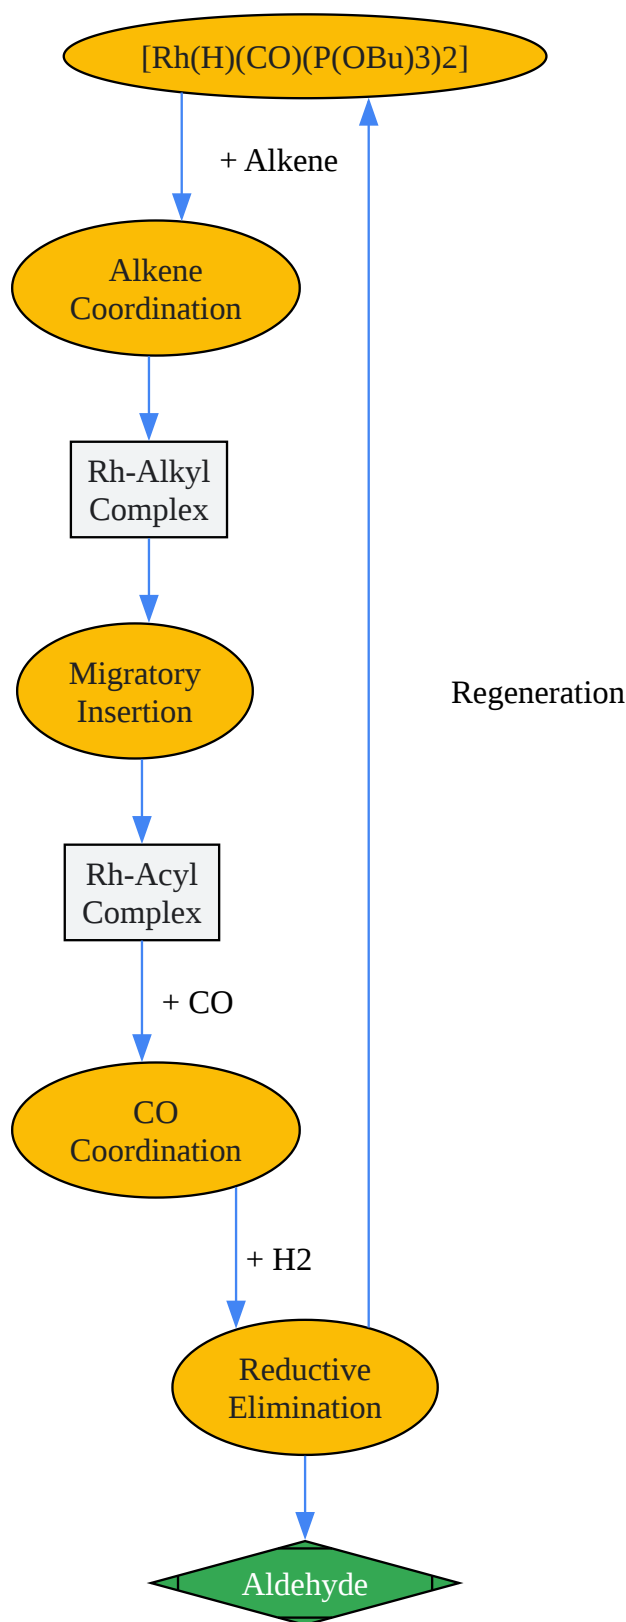 [Rh(H)(CO)(P(OBu)3)2]
+ Alkene
Alkene
Coordination
Rh-Alkyl
Complex
Migratory
Insertion
Regeneration
Rh-Acyl
Complex
+ CO
CO
Coordination
+ H2
Reductive
Elimination
Aldehyde